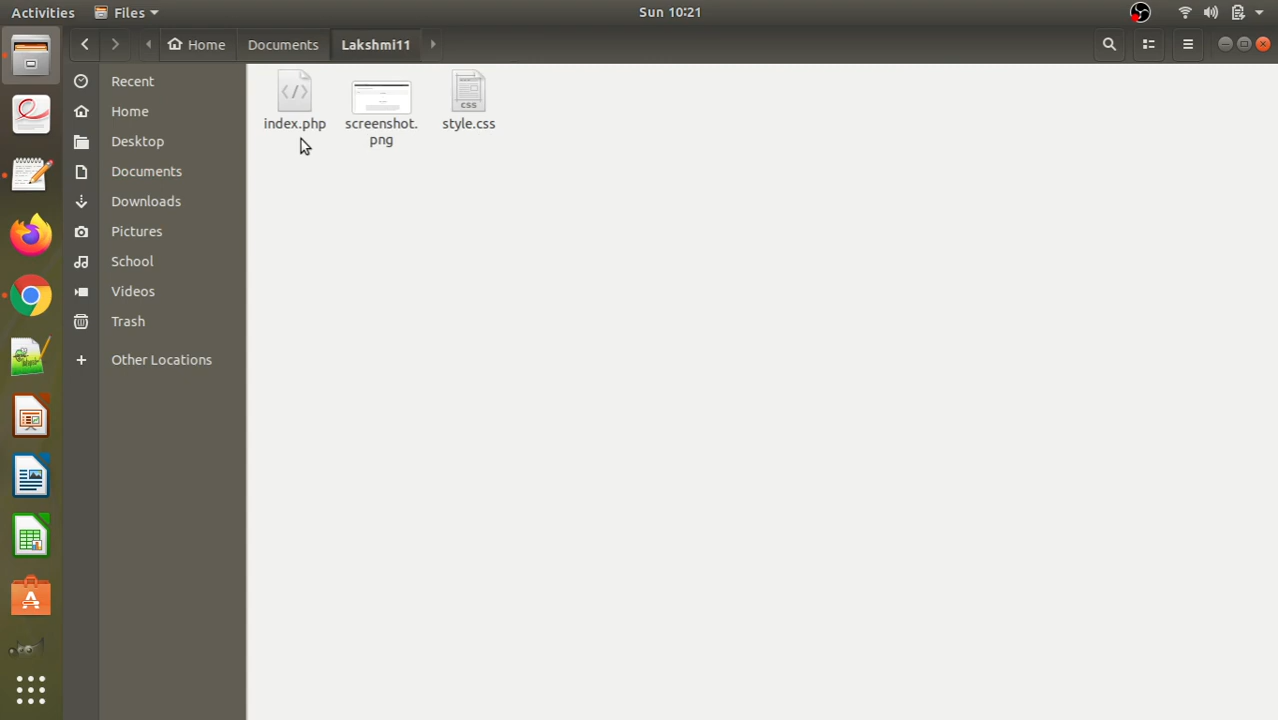 Activities
Files
Sun 10:21
Home
Documents
Lakshmi11
Recent
Home
Desktop
Documents
Downloads
Pictures
School
Videos
Trash
Other Locations
index.php
screenshot.
png
css
style.css